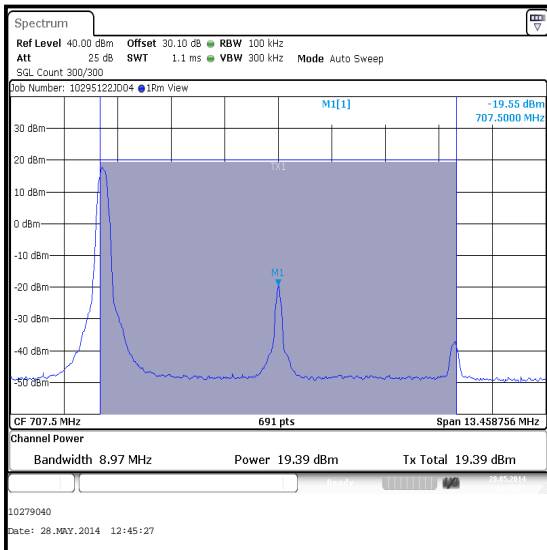 Spectrum
Ref Level 40.00 dBm Offset 30.10 dB RBW 100 kHz
Att 25 dB SWT 1.1 ms VBW 300 kHz Mode Auto Sweep
SGL Count 300/300
Job Number: 10295122JD04 1Rm View
M1[1] -19.55 dBm
707.5000 MHz
30 dBm
20 dBm
TX1
10 dBm
0 dBm
-10 dBm
M1
-20 dBm
-30 dBm
-40 dBm
-50 dBm
CF 707.5 MHz 691 pts Span 13.458756 MHz
Channel Power
Bandwidth 8.97 MHz Power 19.39 dBm Tx Total 19.39 dBm
Ready 28.05.2014
10279040
Date: 28.MAY.2014 12:45:27